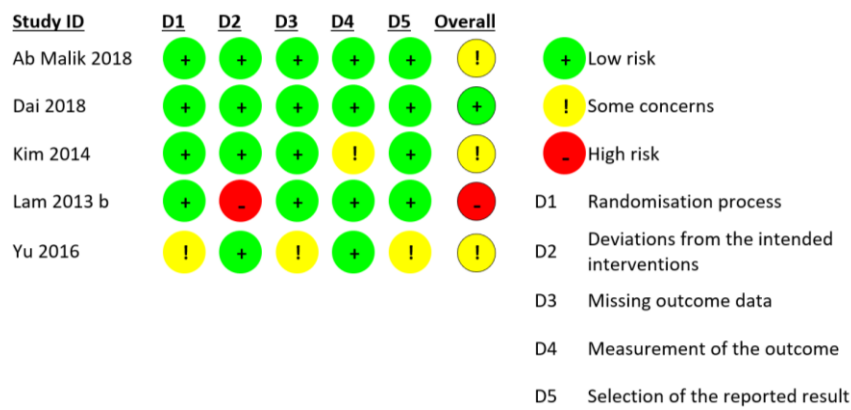 Study ID D1 D2 D3 D4 D5 Overall
Ab Malik 2018 + + + + + !
Dai 2018 + + + + + +
Kim 2014 + + + ! + !
Lam 2013 b + - + + + -
Yu 2016 ! + ! + ! !
+ Low risk
! Some concerns
- High risk
D1 Randomisation process
D2 Deviations from the intended
interventions
D3 Missing outcome data
D4 Measurement of the outcome
D5 Selection of the reported result